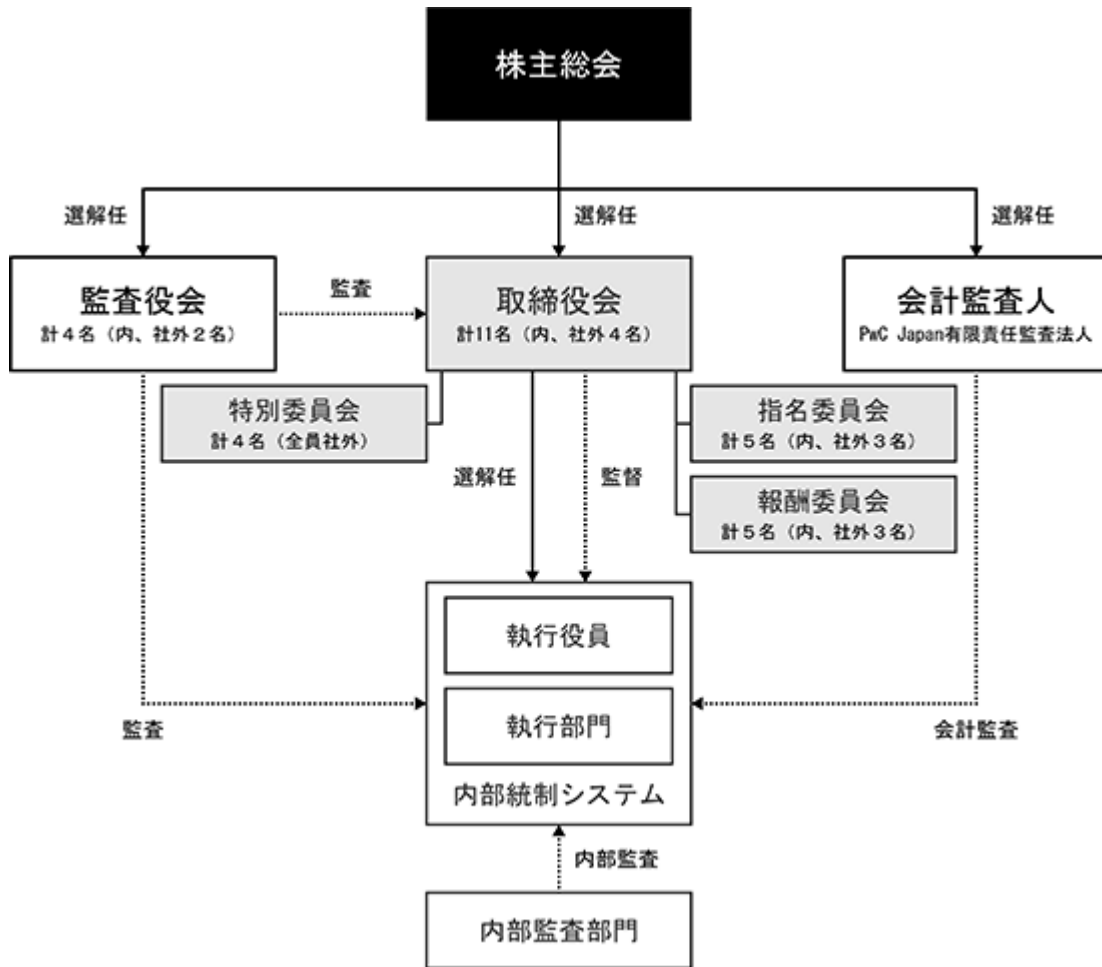 株主総会
選解任
選解任
選解任
監査役会
計4名（内、社外2名）
監査
取締役会
計11名（内、社外4名）
会計監査人
PwC Japan有限責任監査法人
特別委員会
計4名（全員社外）
指名委員会
計5名（内、社外3名）
選解任
監督
報酬委員会
計5名（内、社外3名）
執行役員
監査
執行部門
会計監査
内部統制システム
内部監査
内部監査部門